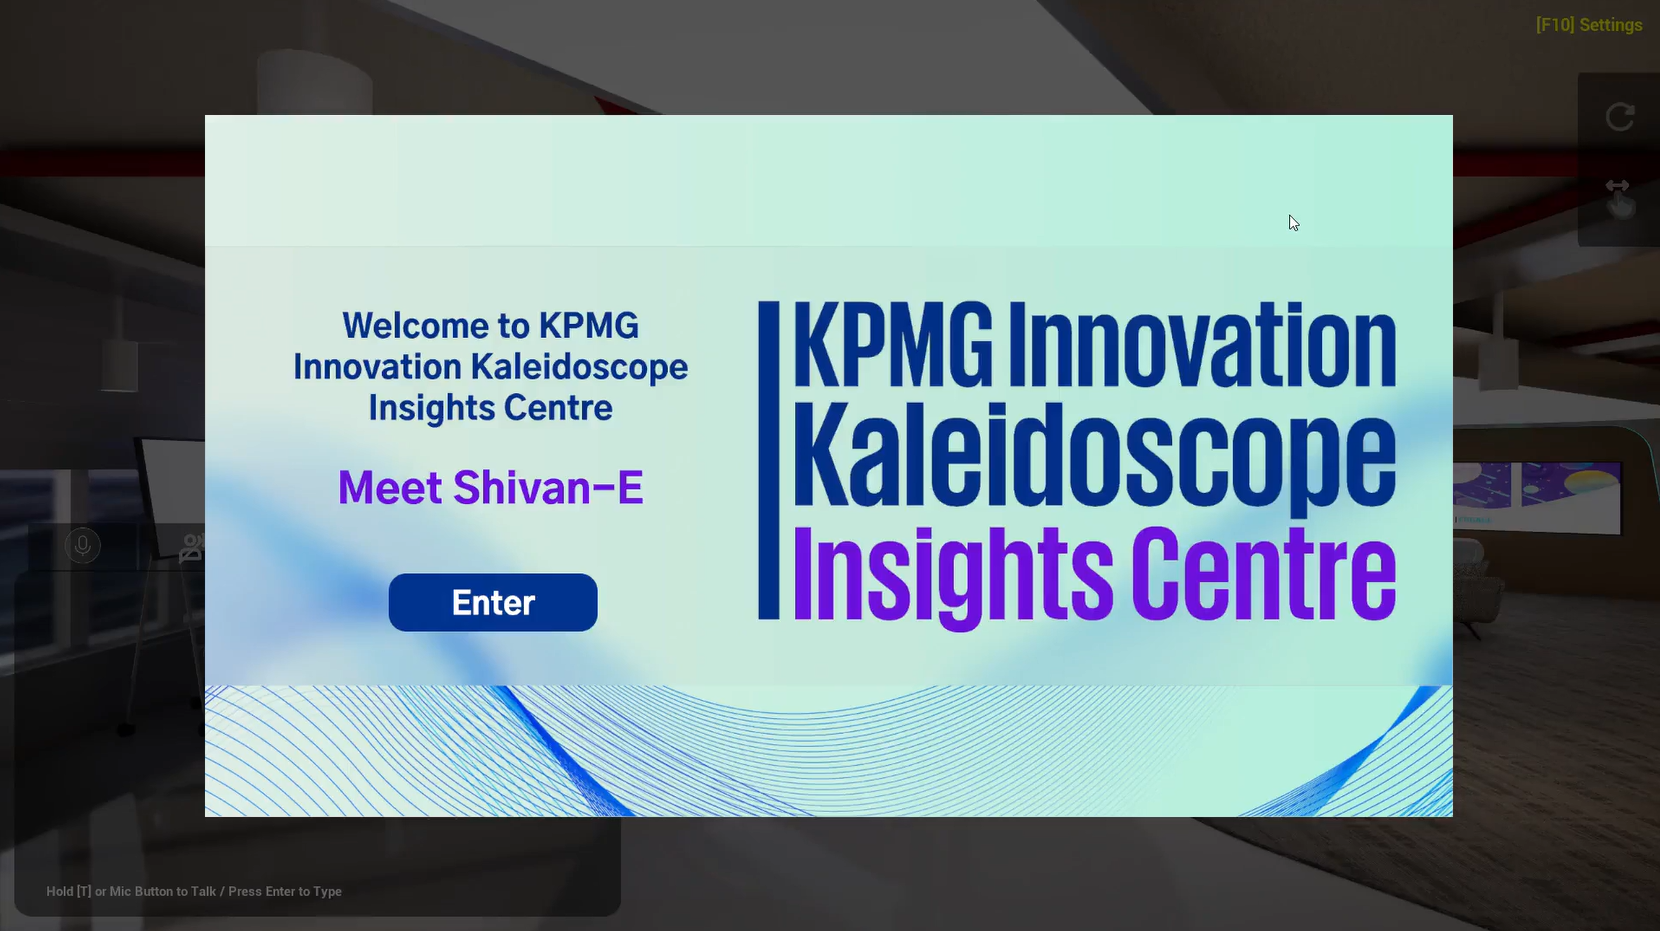 [F10] Settings
Welcome to KPMG
Innovation Kaleidoscope
Insights Centre
Meet Shivan-E
Enter
KPMG Innovation
Kaleidoscope
Insights Centre
Hold [T] or Mic Button to Talk / Press Enter to Type